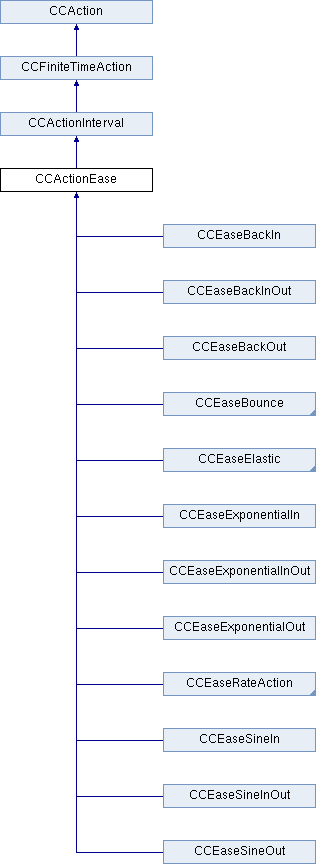 CCAction
CCFiniteTimeAction
CCActionInterval
CCActionEase
CCEaseBackIn
CCEaseBackInOut
CCEaseBackOut
CCEaseBounce
CCEaseElastic
CCEaseExponentialIn
CCEaseExponentialInOut
CCEaseExponentialOut
CCEaseRateAction
CCEaseSineIn
CCEaseSineInOut
CCEaseSineOut